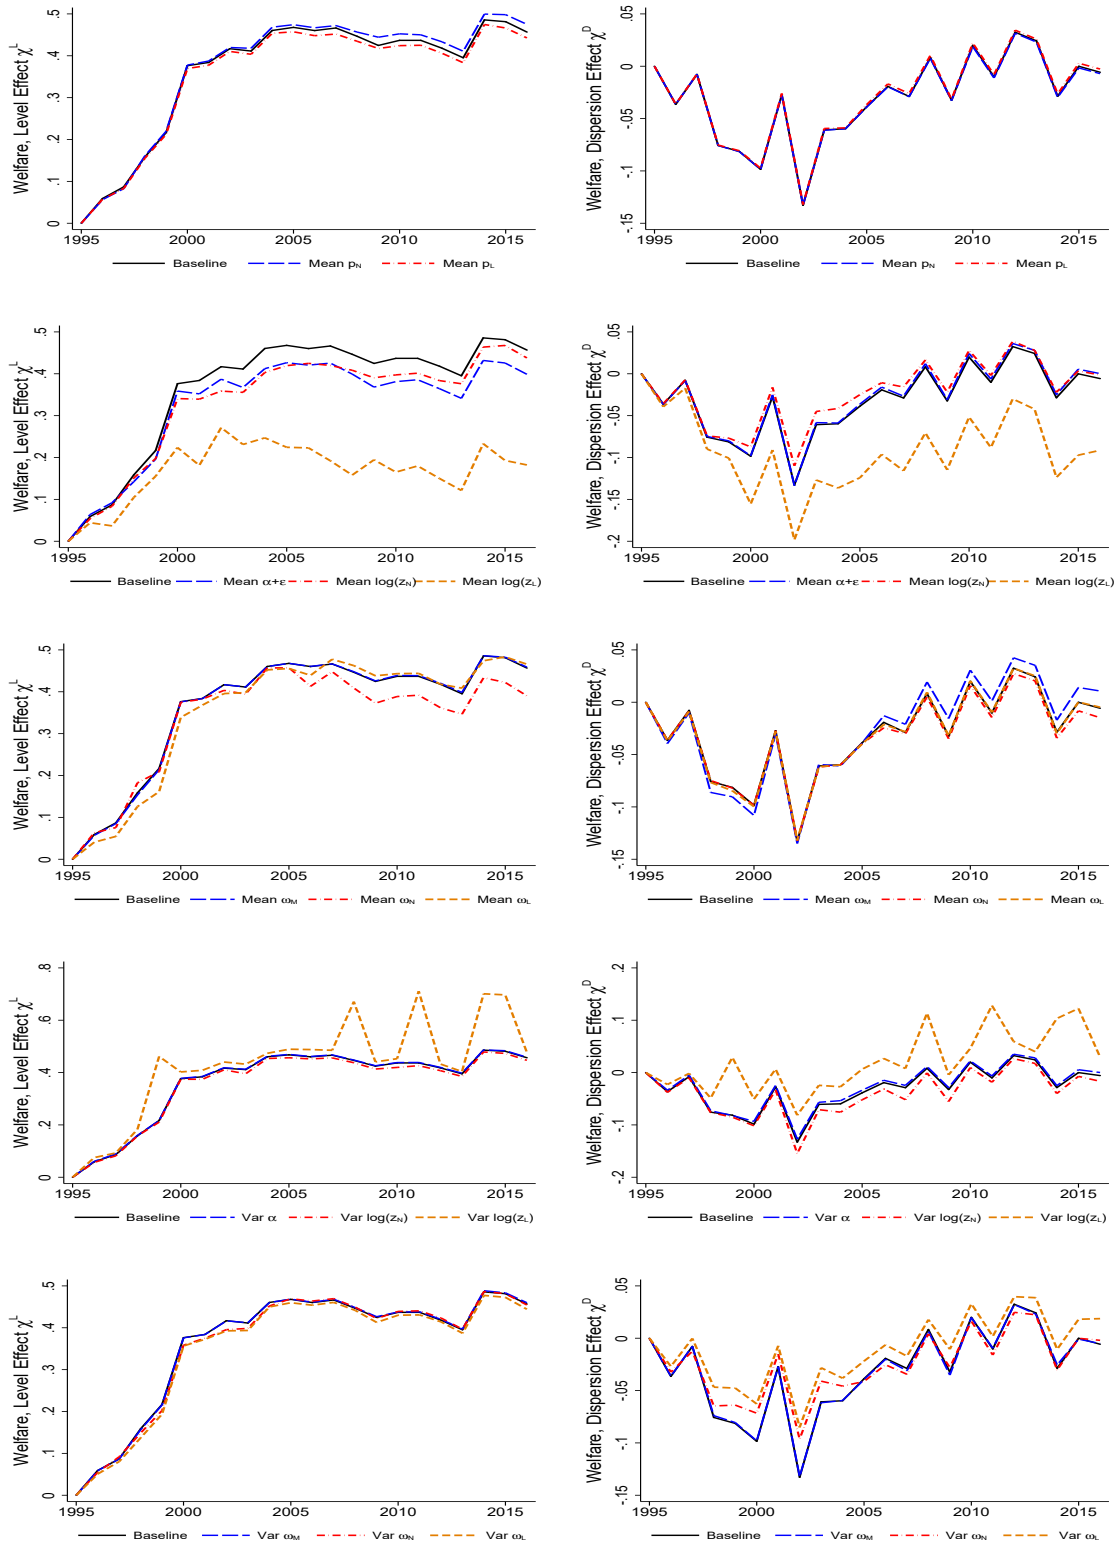 Welfare, Level Effect χ^L
.5
.4
.3
.2
.1
0
1995 2000 2005 2010 2015
Baseline Mean p_N Mean p_L
Welfare, Dispersion Effect χ^D
.05
0
-.05
-.1
-.15
1995 2000 2005 2010 2015
Baseline Mean p_N Mean p_L
Welfare, Level Effect χ^L
.5
.4
.3
.2
.1
0
1995 2000 2005 2010 2015
Baseline Mean α+ε Mean log(z_N) Mean log(z_L)
Welfare, Dispersion Effect χ^D
.05
0
-.05
-.1
-.15
-.2
1995 2000 2005 2010 2015
Baseline Mean α+ε Mean log(z_N) Mean log(z_L)
Welfare, Level Effect χ^L
.5
.4
.3
.2
.1
0
1995 2000 2005 2010 2015
Baseline Mean ω_M Mean ω_N Mean ω_L
Welfare, Dispersion Effect χ^D
.05
0
-.05
-.1
-.15
1995 2000 2005 2010 2015
Baseline Mean ω_M Mean ω_N Mean ω_L
Welfare, Level Effect χ^L
.8
.6
.4
.2
0
1995 2000 2005 2010 2015
Baseline Var α Var log(z_N) Var log(z_L)
Welfare, Dispersion Effect χ^D
.2
.1
0
-.1
-.2
1995 2000 2005 2010 2015
Baseline Var α Var log(z_N) Var log(z_L)
Welfare, Level Effect χ^L
.5
.4
.3
.2
.1
0
1995 2000 2005 2010 2015
Baseline Var ω_M Var ω_N Var ω_L
Welfare, Dispersion Effect χ^D
.05
0
-.05
-.1
-.15
1995 2000 2005 2010 2015
Baseline Var ω_M Var ω_N Var ω_L